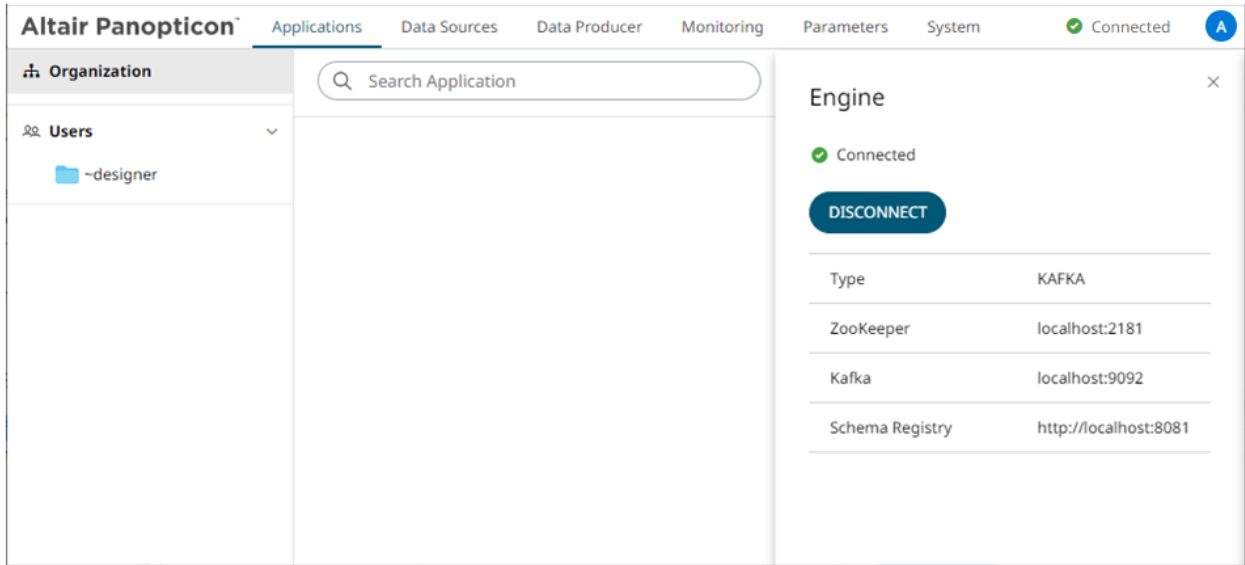 Altair Panopticon™ Applications Data Sources Data Producer Monitoring Parameters System Connected A
Organization
Search Application
Users
~designer
Engine
Connected
DISCONNECT
Type KAFKA
ZooKeeper localhost:2181
Kafka localhost:9092
Schema Registry http://localhost:8081